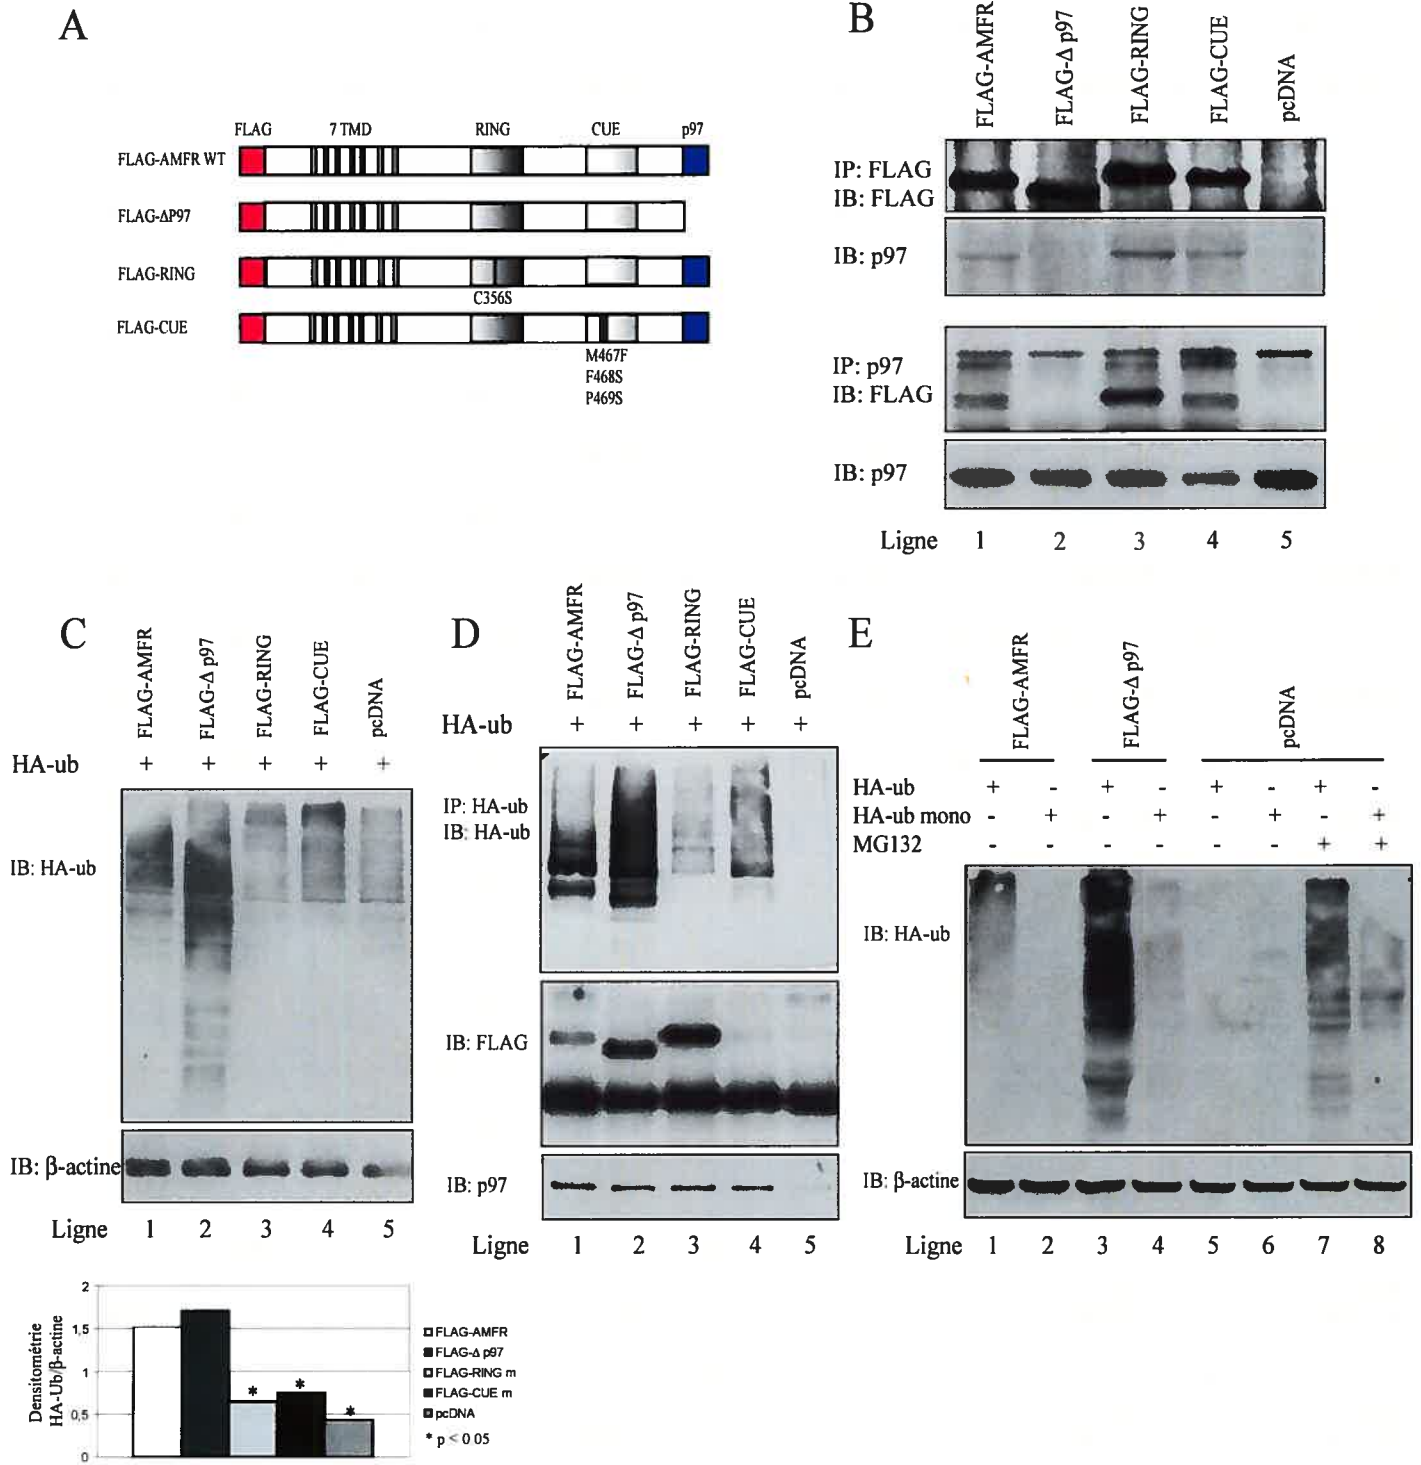 A
FLAG 7 TMD RING CUE p97
FLAG-AMFR WT
FLAG-ΔP97
FLAG-RING
C356S
FLAG-CUE
M467F
F468S
P469S
B
FLAG-AMFR
FLAG-Δ p97
FLAG-RING
FLAG-CUE
pcDNA
IP: FLAG
IB: FLAG
IB: p97
IP: p97
IB: FLAG
IB: p97
Ligne 1 2 3 4 5
C
FLAG-AMFR
FLAG-Δ p97
FLAG-RING
FLAG-CUE
pcDNA
HA-ub + + + + +
IB: HA-ub
IB: β-actine
Ligne 1 2 3 4 5
2
1,5
1
0,5
0
Densitométrie
HA-Ub/β-actine
* * *
FLAG-AMFR
FLAG-Δ p97
FLAG-RING m
FLAG-CUE m
pcDNA
* p < 0 05
D
FLAG-AMFR
FLAG-Δ p97
FLAG-RING
FLAG-CUE
pcDNA
HA-ub + + + + +
IP: HA-ub
IB: HA-ub
IB: FLAG
IB: p97
Ligne 1 2 3 4 5
E
FLAG-AMFR
FLAG-Δ p97
pcDNA
HA-ub + - + - + - + -
HA-ub mono - + - + - + - +
MG132 - - - - - - + +
IB: HA-ub
IB: β-actine
Ligne 1 2 3 4 5 6 7 8